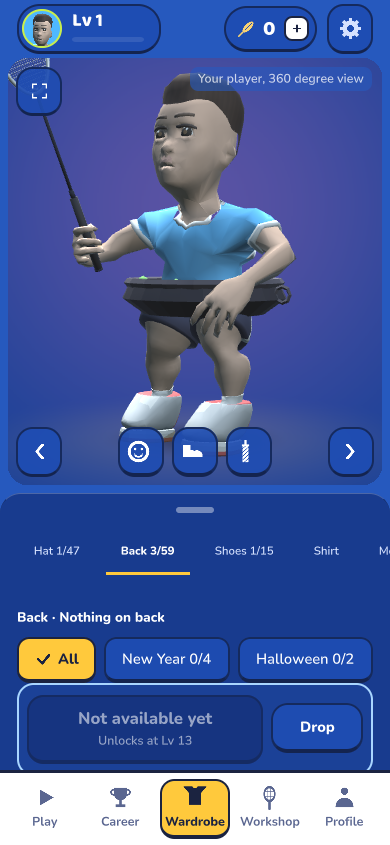 Lv 1
0
Your player, 360 degree view
Hat 1/47
Back 3/59
Shoes 1/15
Shirt
Back · Nothing on back
All
New Year 0/4
Halloween 0/2
Not available yet
Unlocks at Lv 13
Drop
Play
Career
Wardrobe
Workshop
Profile